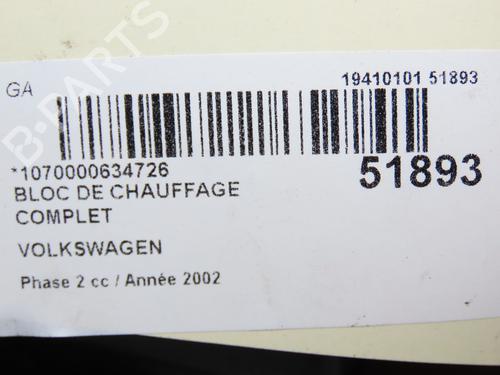 GA
19410101 51893
*1070000634726
51893
BLOC DE CHAUFFAGE
COMPLET
VOLKSWAGEN
Phase 2 cc / Année 2002
B-PARTS